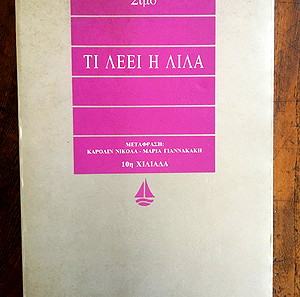 Σιμό
ΤΙ ΛΕΕΙ Η ΛΙΛΑ
ΜΕΤΑΦΡΑΣΗ:
ΚΑΡΟΛΙΝ ΝΙΚΟΛΑ - ΜΑΡΙΑ ΓΙΑΝΝΑΚΑΚΗ
10η ΧΙΛΙΑΔΑ